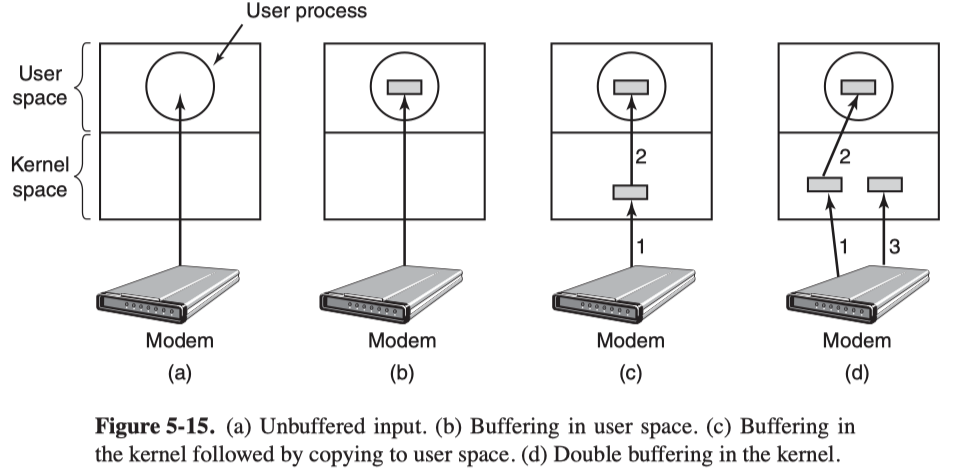 User process
User
space
Kernel
space
2
2
1
1
3
Modem
Modem
Modem
Modem
(a)
(b)
(c)
(d)
Figure 5-15. (a) Unbuffered input. (b) Buffering in user space. (c) Buffering in
the kernel followed by copying to user space. (d) Double buffering in the kernel.